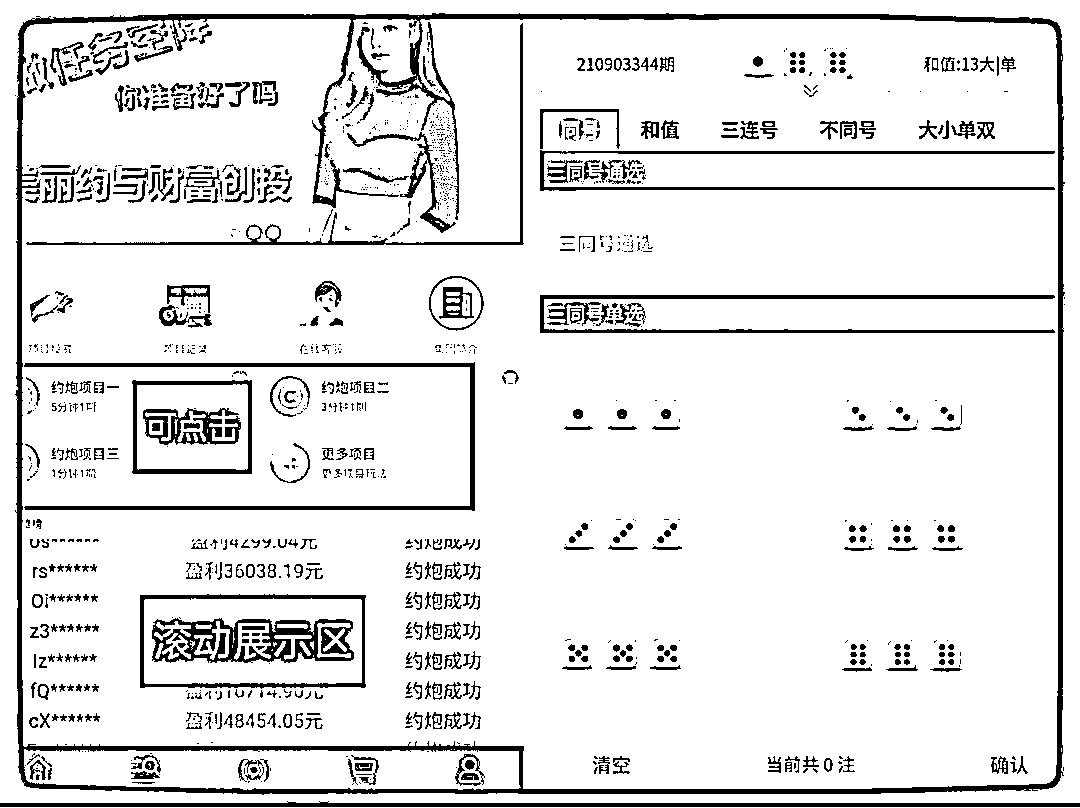 做任务空降
你准备好了吗
美丽约与财富创投
在线客服
约炮项目一
5分钟1期
约炮项目二
3分钟1期
可点击
约炮项目三
1分钟1期
更多项目
更多项目玩法
os****** 盈利4299.04元 约炮成功
rs****** 盈利36038.19元 约炮成功
0i****** 约炮成功
z3****** 约炮成功
lz****** 约炮成功
滚动展示区
fQ****** 盈利16714.90元 约炮成功
cX****** 盈利48454.05元 约炮成功
210903344期 和值:13大|单
同号 和值 三连号 不同号 大小单双
三同号通选
三同号通选
三同号单选
清空 当前共0注 确认